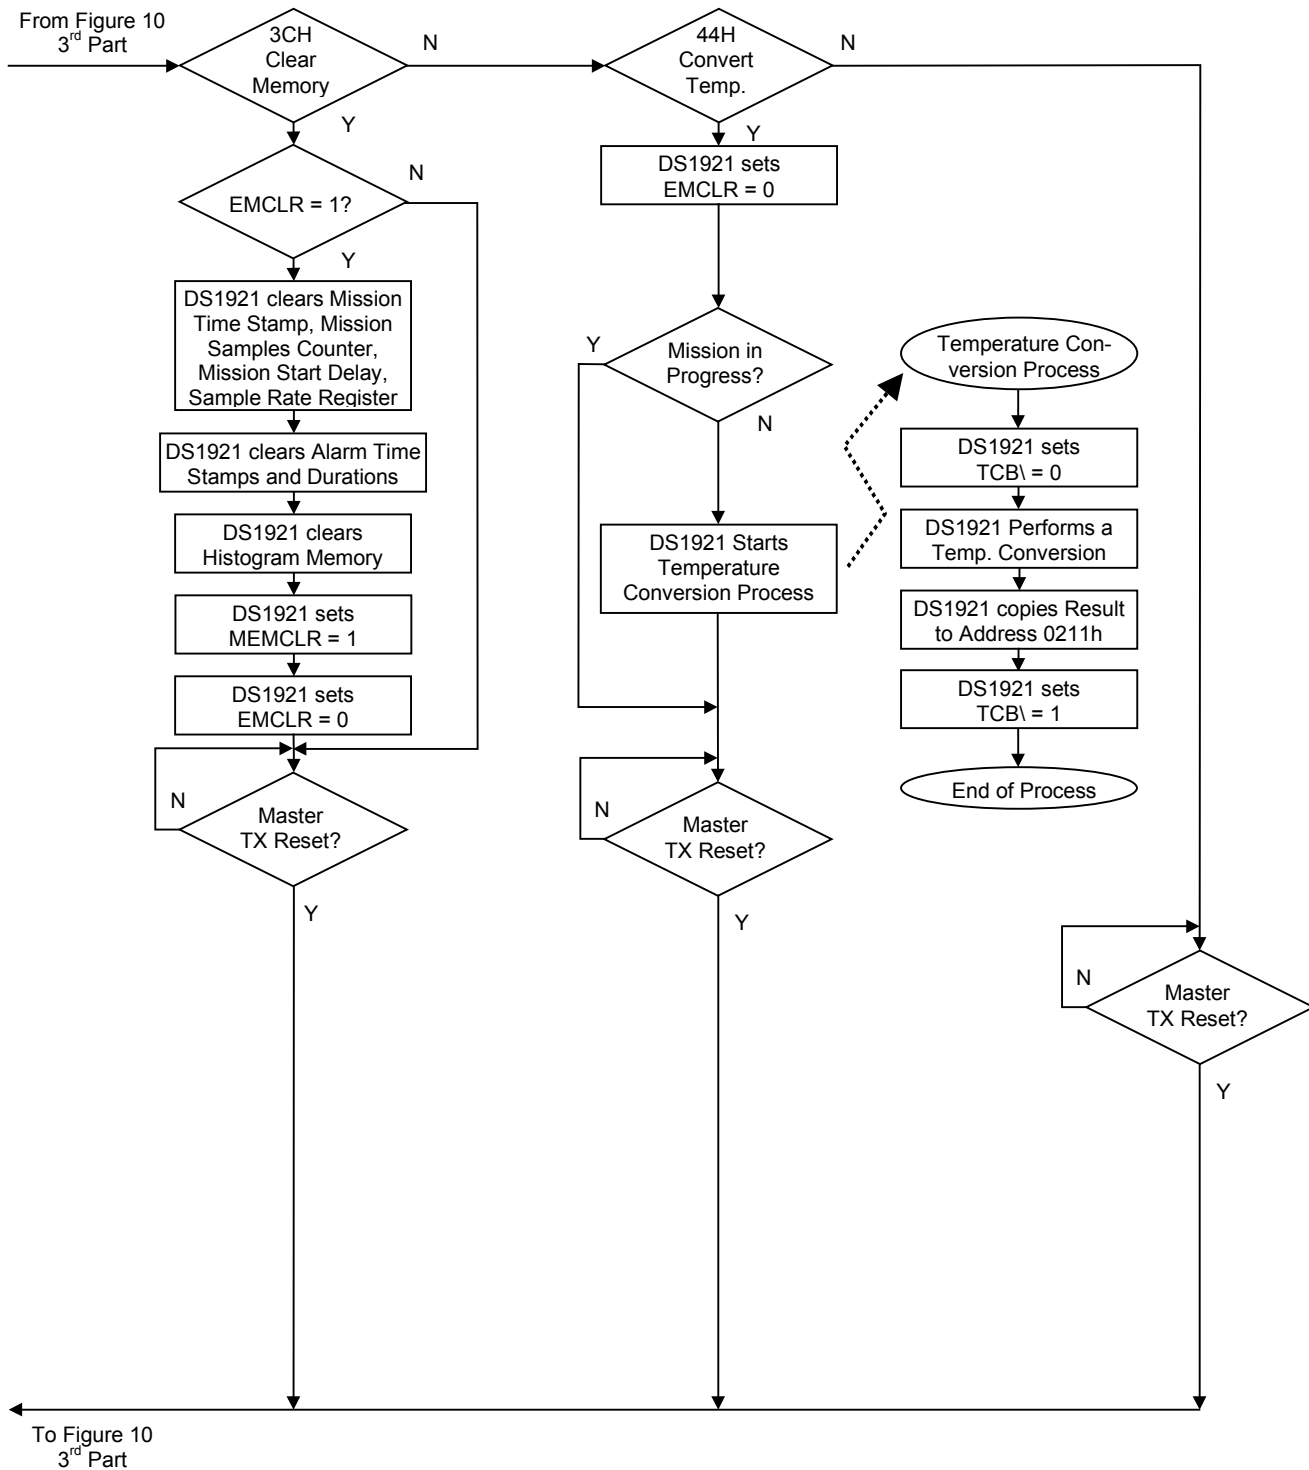 From Figure 10
3rd Part
3CH
Clear
Memory
N
Y
44H
Convert
Temp.
N
Y
EMCLR = 1?
N
Y
DS1921 sets
EMCLR = 0
DS1921 clears Mission
Time Stamp, Mission
Samples Counter,
Mission Start Delay,
Sample Rate Register
DS1921 clears Alarm Time
Stamps and Durations
DS1921 clears
Histogram Memory
DS1921 sets
MEMCLR = 1
DS1921 sets
EMCLR = 0
N
Master
TX Reset?
Y
Y
Mission in
Progress?
N
DS1921 Starts
Temperature
Conversion Process
N
Master
TX Reset?
Y
Temperature Con-
version Process
DS1921 sets
TCB\ = 0
DS1921 Performs a
Temp. Conversion
DS1921 copies Result
to Address 0211h
DS1921 sets
TCB\ = 1
End of Process
N
Master
TX Reset?
Y
To Figure 10
3rd Part